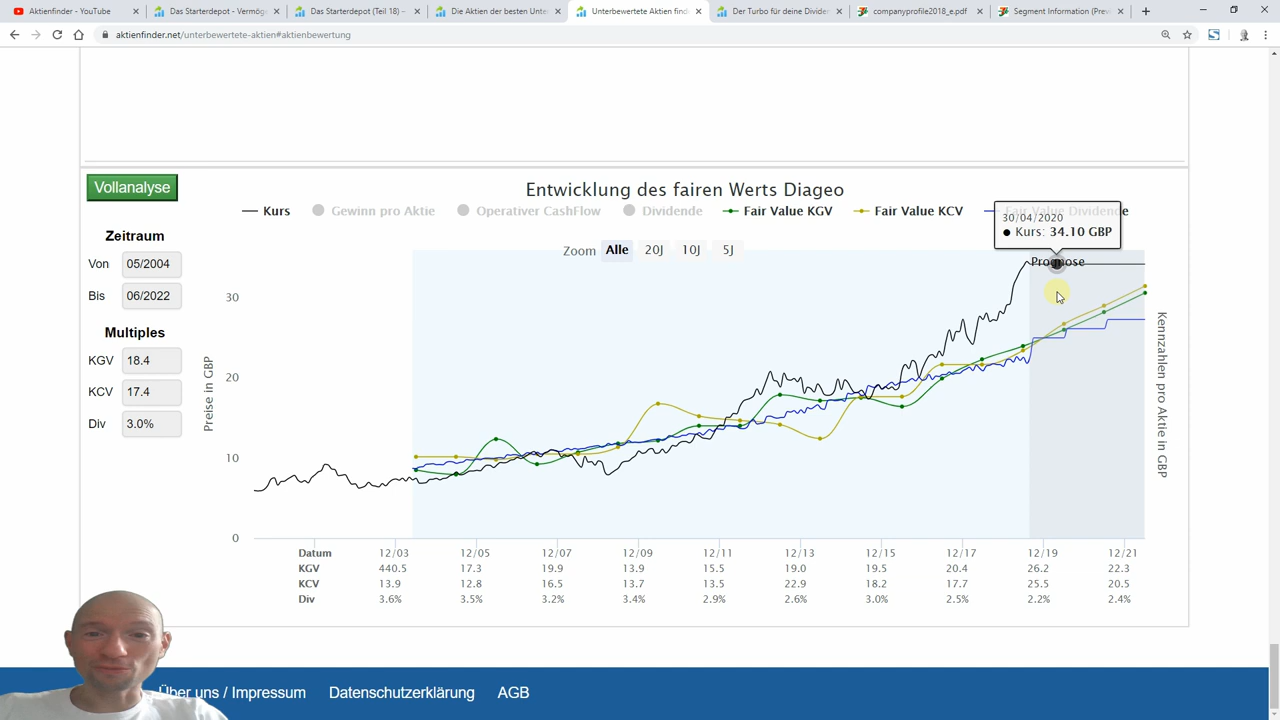 Aktienfinder - YouTube
Das Starterdepot - Vermög
Das Starterdepot (Teil 18) –
Die Aktien der besten Unte
Unterbewertete Aktien find
Der Turbo für deine Divider
companyprofile2018_e.pdf
Segment Information (Prev
aktienfinder.net/unterbewertete-aktien#aktienbewertung
Vollanalyse
Entwicklung des fairen Werts Diageo
Kurs
Gewinn pro Aktie
Operativer CashFlow
Dividende
Fair Value KGV
Fair Value KCV
Fair Value Dividende
30/04/2020
Kurs: 34.10 GBP
Zeitraum
Von 05/2004
Bis 06/2022
Multiples
KGV 18.4
KCV 17.4
Div 3.0%
Zoom Alle 20J 10J 5J
Prognose
30
20
10
0
Preise in GBP
Kennzahlen pro Aktie in GBP
Datum 12/03 12/05 12/07 12/09 12/11 12/13 12/15 12/17 12/19 12/21
KGV 440.5 17.3 19.9 13.9 15.5 19.0 19.5 20.4 26.2 22.3
KCV 13.9 12.8 16.5 13.7 13.5 22.9 18.2 17.7 25.5 20.5
Div 3.6% 3.5% 3.2% 3.4% 2.9% 2.6% 3.0% 2.5% 2.2% 2.4%
Über uns / Impressum
Datenschutzerklärung
AGB